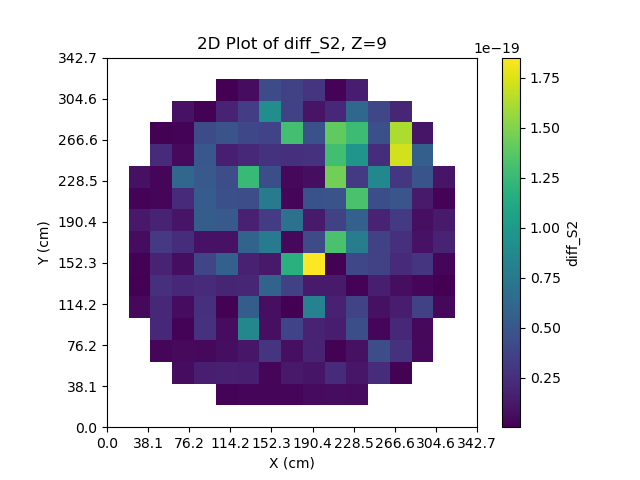 2D Plot of diff_S2, Z=9
1e−19
342.7
304.6
266.6
228.5
190.4
152.3
114.2
76.2
38.1
0.0
Y (cm)
0.0 38.1 76.2 114.2 152.3 190.4 228.5 266.6 304.6 342.7
X (cm)
1.75
1.50
1.25
1.00
0.75
0.50
0.25
diff_S2